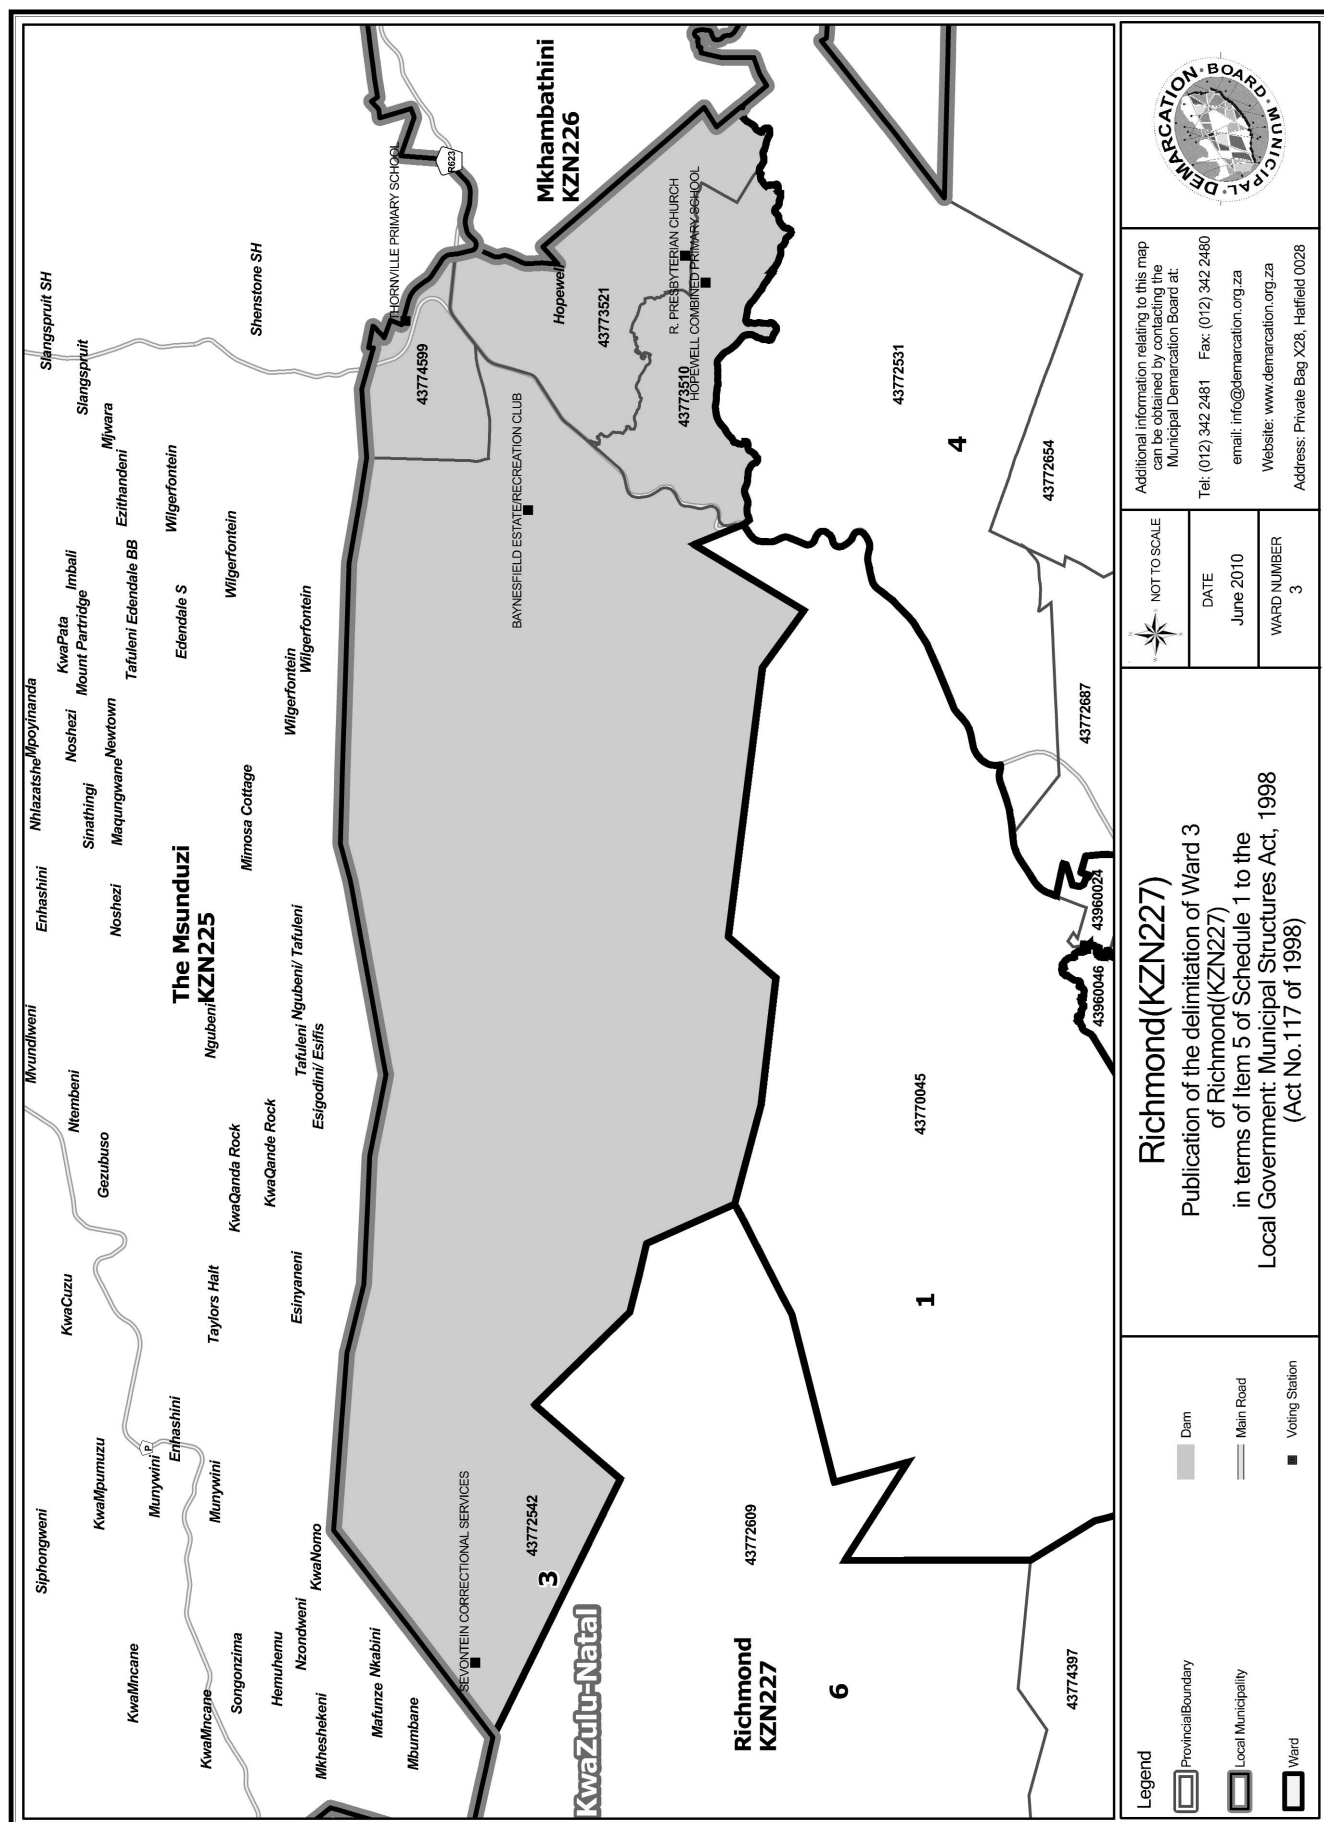 Slangspruit SH
Slangspruit
Shenstone SH
Mjwara
Ezithandeni
Wilgerfontein
Wilgerfontein
Imbali
KwaPata
Mount Partridge
Tafuleni Edendale BB
Edendale S
Wilgerfontein
Wilgerfontein
Mpoyinanda
Nhlazatshe
Noshezi
Newtown
Sinathingi
Maqungwane
Mimosa Cottage
Enhashini
Noshezi
The Msunduzi
KZN225
Ngubeni
Ngubeni/ Tafuleni
Tafuleni
Esigodini/ Esifis
Mvundlweni
Ntembeni
Gezubuso
KwaQanda Rock
KwaQande Rock
KwaCuzu
Taylors Halt
Esinyaneni
Enhashini
P
KwaMpumuzu
Munywini
Munywini
Siphongweni
KwaNomo
Nzondweni
KwaMncane
KwaMncane
Songonzima
Hemuhemu
Mkheshekeni
Mafunze Nkabini
Mbumbane
THORNVILLE PRIMARY SCHOOL
R623
Mkhambathini
KZN226
Hopewell
43774599
43773521
R. PRESBYTERIAN CHURCH
HOPEWELL COMBINED PRIMARY SCHOOL
43773510
BAYNESFIELD ESTATE/RECREATION CLUB
SEVONTEIN CORRECTIONAL SERVICES
43772542
3
KwaZulu-Natal
Richmond
KZN227
6
43772609
43774397
1
43770045
43960046
43960024
43772687
43772654
4
43772531
Legend
ProvincialBoundary
Local Municipality
Ward
Dam
Main Road
Voting Station
Richmond(KZN227)
Publication of the delimitation of Ward 3
of Richmond(KZN227)
in terms of Item 5 of Schedule 1 to the
Local Government: Municipal Structures Act, 1998
(Act No.117 of 1998)
NOT TO SCALE
DATE
June 2010
WARD NUMBER
3
Additional information relating to this map
can be obtained by contacting the
Municipal Demarcation Board at:
Tel: (012) 342 2481 Fax: (012) 342 2480
email: info@demarcation.org.za
Website: www.demarcation.org.za
Address: Private Bag X28, Hatfield 0028
MUNICIPAL DEMARCATION BOARD